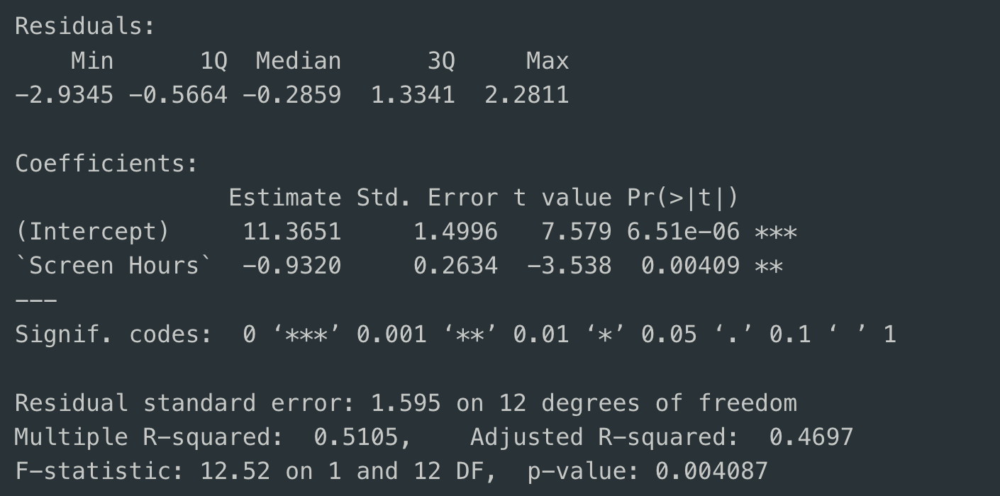 Residuals:
    Min      1Q  Median      3Q     Max
-2.9345 -0.5664 -0.2859  1.3341  2.2811

Coefficients:
               Estimate Std. Error t value Pr(>|t|)
(Intercept)     11.3651     1.4996   7.579 6.51e-06 ***
`Screen Hours`  -0.9320     0.2634  -3.538  0.00409 **
---
Signif. codes:  0 ‘***’ 0.001 ‘**’ 0.01 ‘*’ 0.05 ‘.’ 0.1 ‘ ’ 1

Residual standard error: 1.595 on 12 degrees of freedom
Multiple R-squared:  0.5105,    Adjusted R-squared:  0.4697
F-statistic: 12.52 on 1 and 12 DF,  p-value: 0.004087